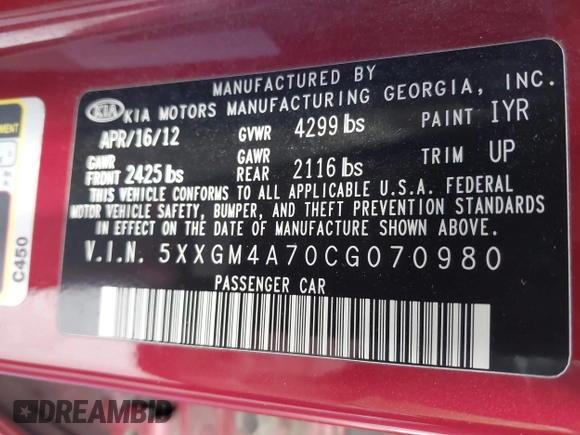 MANUFACTURED BY
KIA KIA MOTORS MANUFACTURING GEORGIA, INC.
APR/16/12 GVWR 4299 lbs PAINT IYR
GAWR FRONT 2425 lbs GAWR REAR 2116 lbs TRIM UP
THIS VEHICLE CONFORMS TO ALL APPLICABLE U.S.A. FEDERAL
MOTOR VEHICLE SAFETY, BUMPER, AND THEFT PREVENTION STANDARDS
IN EFFECT ON THE DATE OF MANUFACTURE SHOWN ABOVE.
V.I.N. 5XXGM4A70CG070980
PASSENGER CAR
C450
DREAMBID